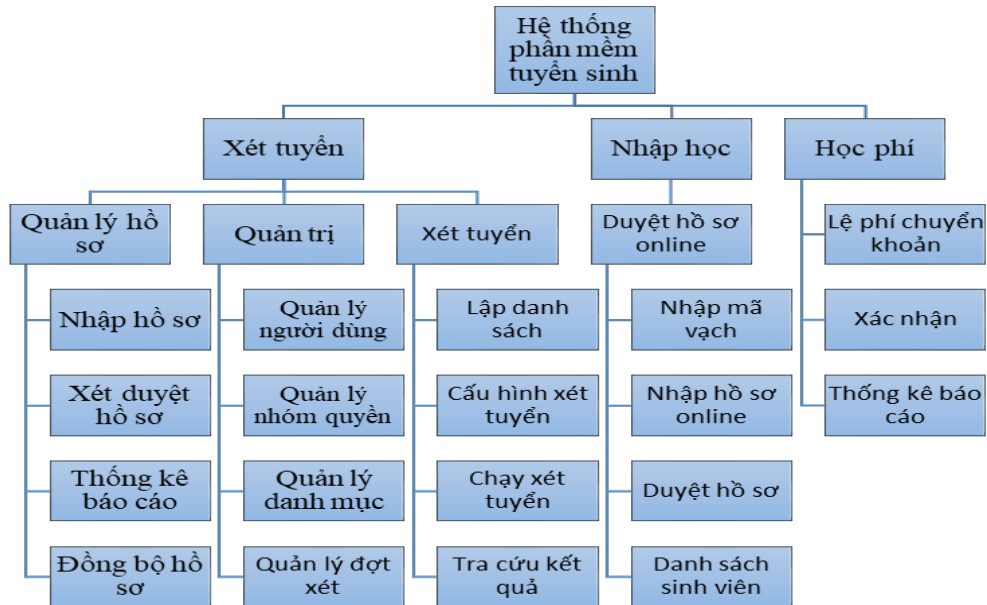 Hệ thống
phần mềm
tuyển sinh
Xét tuyển
Nhập học
Học phí
Quản lý hồ
sơ
Quản trị
Xét tuyển
Duyệt hồ sơ
online
Lệ phí chuyển
khoản
Nhập hồ sơ
Quản lý
người dùng
Lập danh
sách
Nhập mã
vạch
Xác nhận
Xét duyệt
hồ sơ
Quản lý
nhóm quyền
Cấu hình xét
tuyển
Nhập hồ sơ
online
Thống kê báo
cáo
Thống kê
báo cáo
Quản lý
danh mục
Chạy xét
tuyển
Duyệt hồ sơ
Đồng bộ hồ
sơ
Quản lý đợt
xét
Tra cứu kết
quả
Danh sách
sinh viên